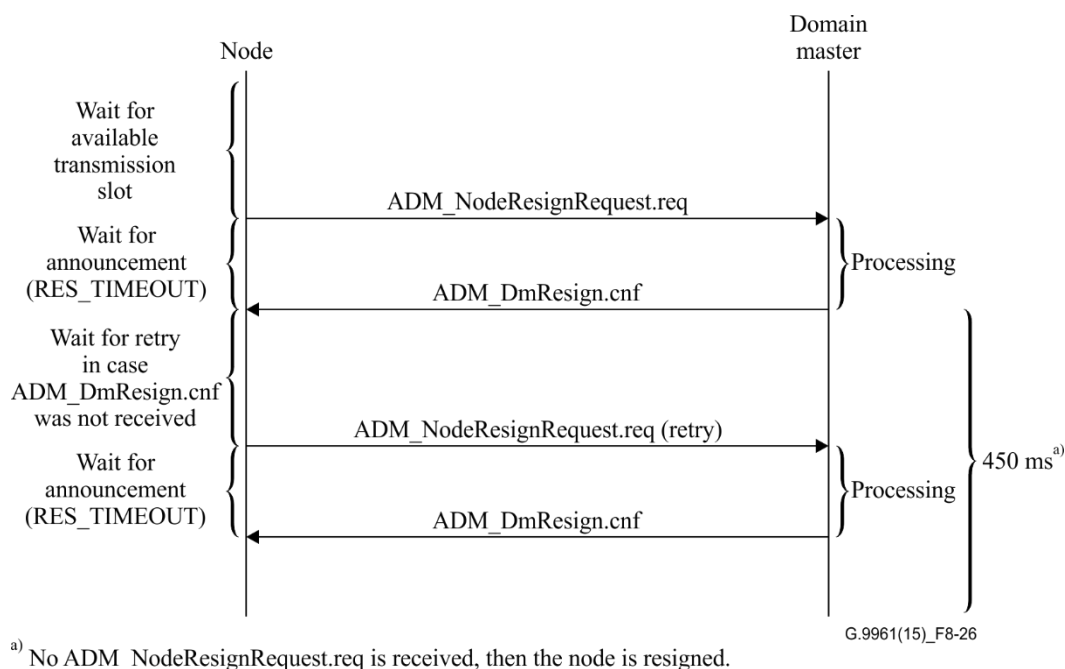 Node
Domain
master
Wait for
available
transmission
slot
ADM_NodeResignRequest.req
Wait for
announcement
(RES_TIMEOUT)
Processing
ADM_DmResign.cnf
Wait for retry
in case
ADM_DmResign.cnf
was not received
ADM_NodeResignRequest.req (retry)
Wait for
announcement
(RES_TIMEOUT)
Processing
450 ms a)
ADM_DmResign.cnf
G.9961(15)_F8-26
a) No ADM_NodeResignRequest.req is received, then the node is resigned.